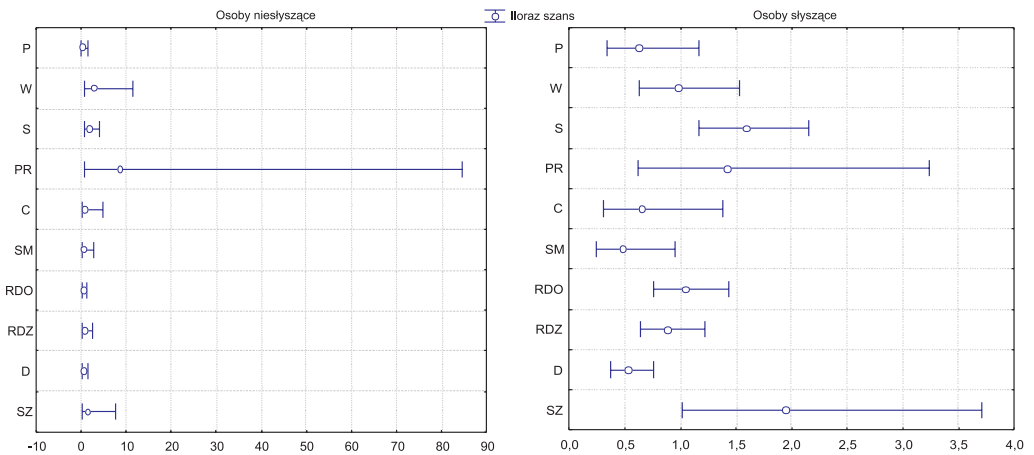 Osoby niesłyszące
Iloraz szans
Osoby słyszące
P
W
S
PR
C
SM
RDO
RDZ
D
SZ
-10 0 10 20 30 40 50 60 70 80 90
P
W
S
PR
C
SM
RDO
RDZ
D
SZ
0,0 0,5 1,0 1,5 2,0 2,5 3,0 3,5 4,0